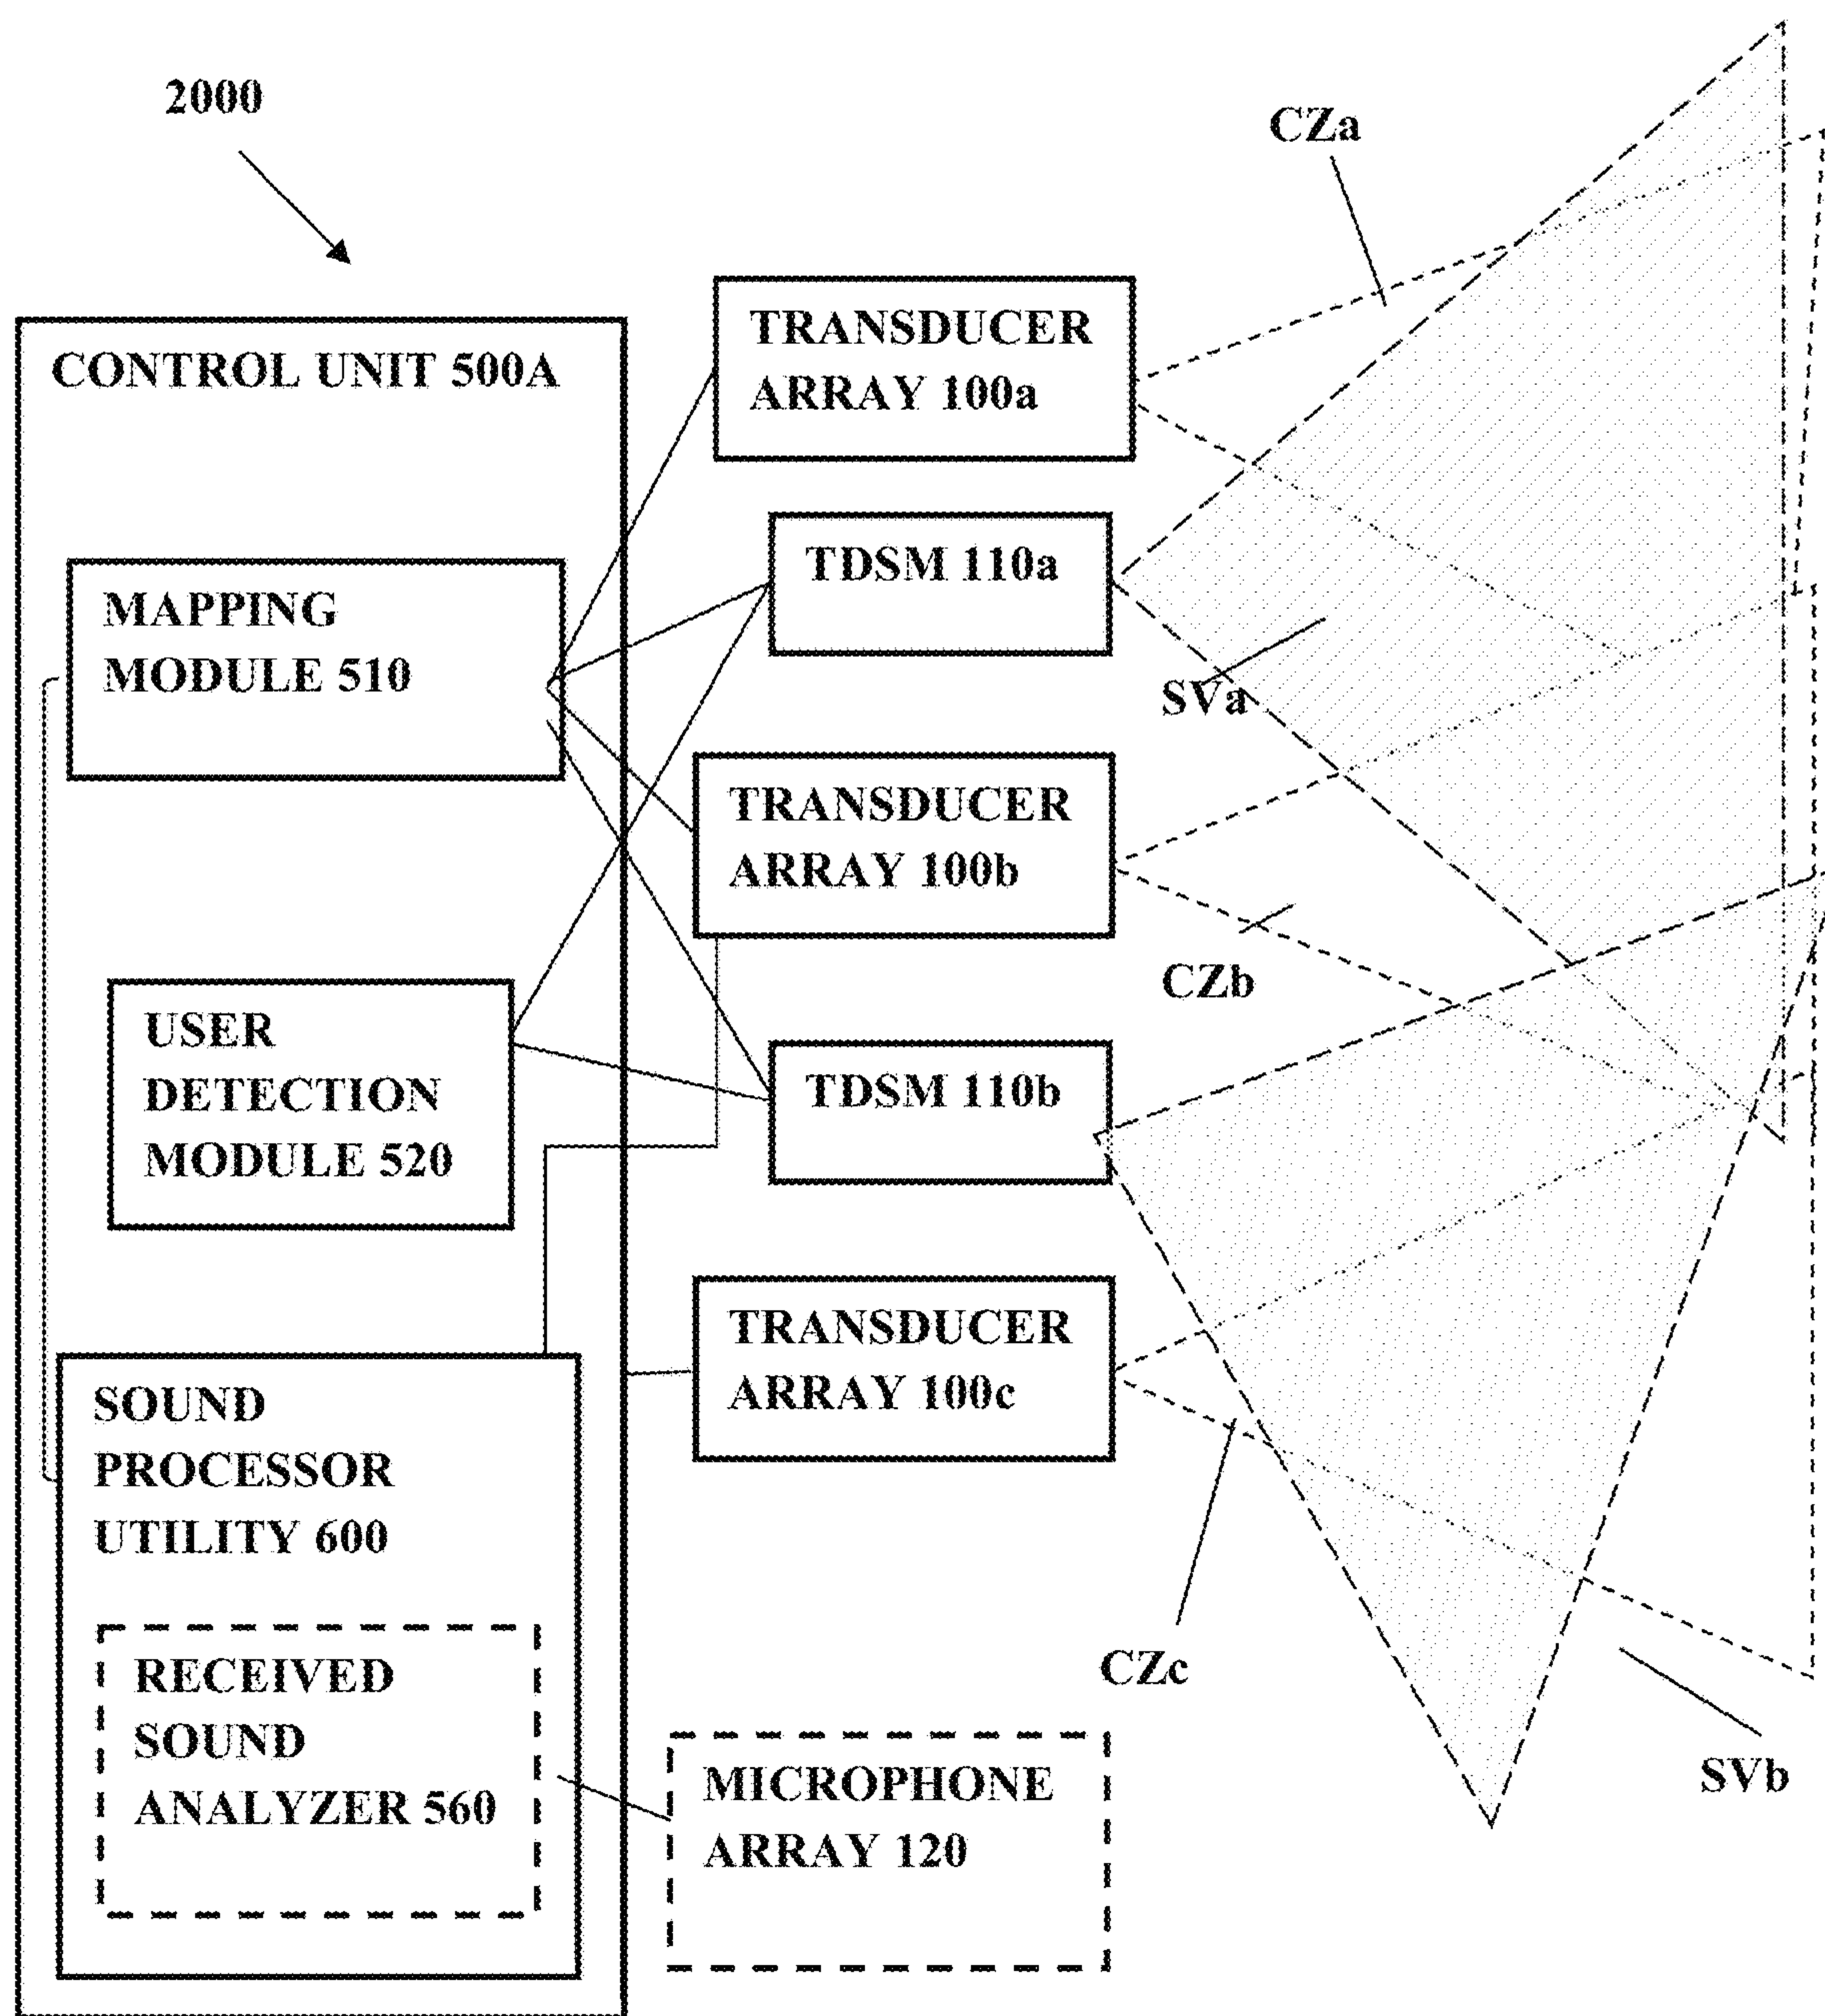 2000
CZa
CONTROL UNIT 500A
TRANSDUCER
ARRAY 100a
TDSM 110a
MAPPING
MODULE 510
SVa
TRANSDUCER
ARRAY 100b
CZb
USER
DETECTION
MODULE 520
TDSM 110b
TRANSDUCER
ARRAY 100c
SOUND
PROCESSOR
UTILITY 600
CZc
RECEIVED
SOUND
ANALYZER 560
MICROPHONE
ARRAY 120
SVb